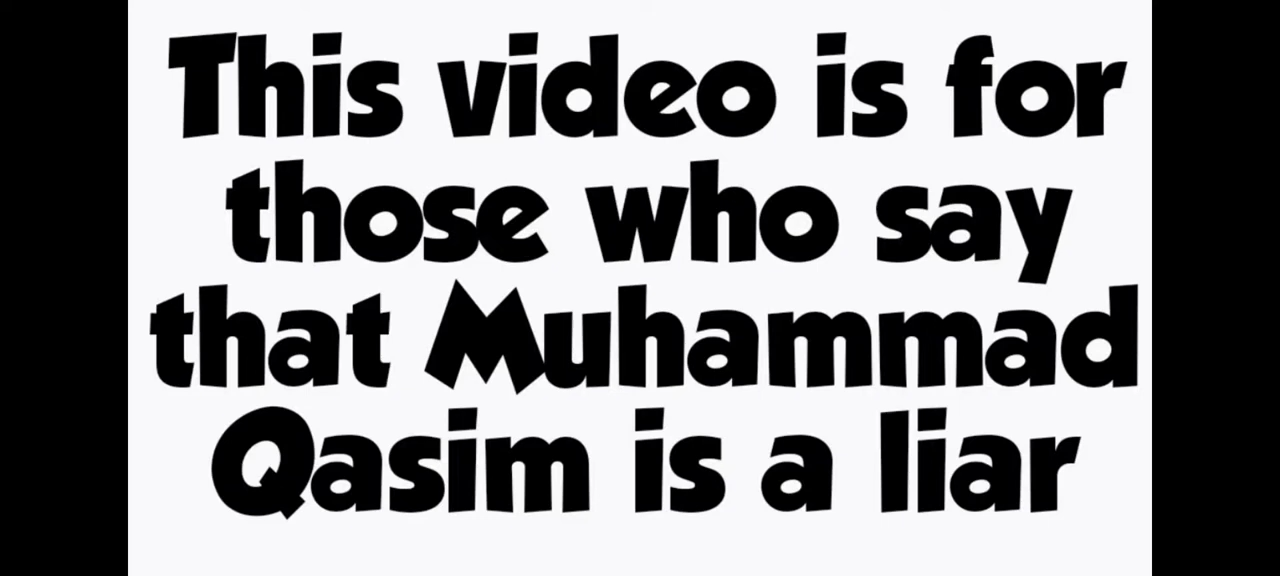 This video is for
those who say
that Muhammad
Qasim is a liar